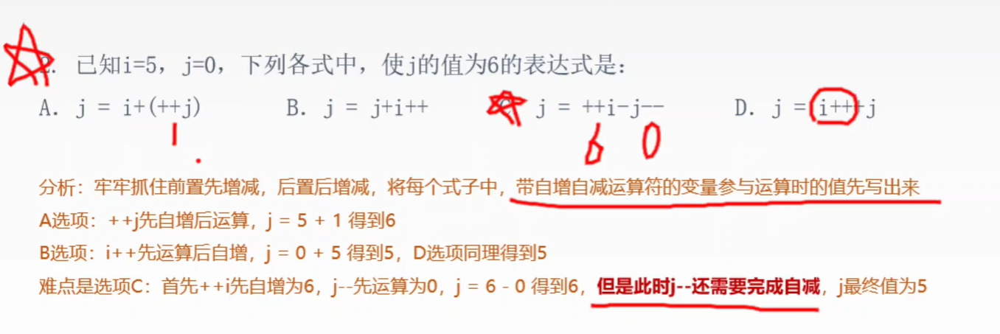 2. 已知i=5，j=0，下列各式中，使j的值为6的表达式是：
A. j = i+(++j) B. j = j+i++ C. j = ++i-j-- D. j = i+++j
1 6 0
分析：牢牢抓住前置先增减，后置后增减，将每个式子中，带自增自减运算符的变量参与运算时的值先写出来
A选项：++j先自增后运算，j = 5 + 1 得到6
B选项：i++先运算后自增，j = 0 + 5 得到5，D选项同理得到5
难点是选项C：首先++i先自增为6，j--先运算为0，j = 6 - 0 得到6，但是此时j--还需要完成自减，j最终值为5